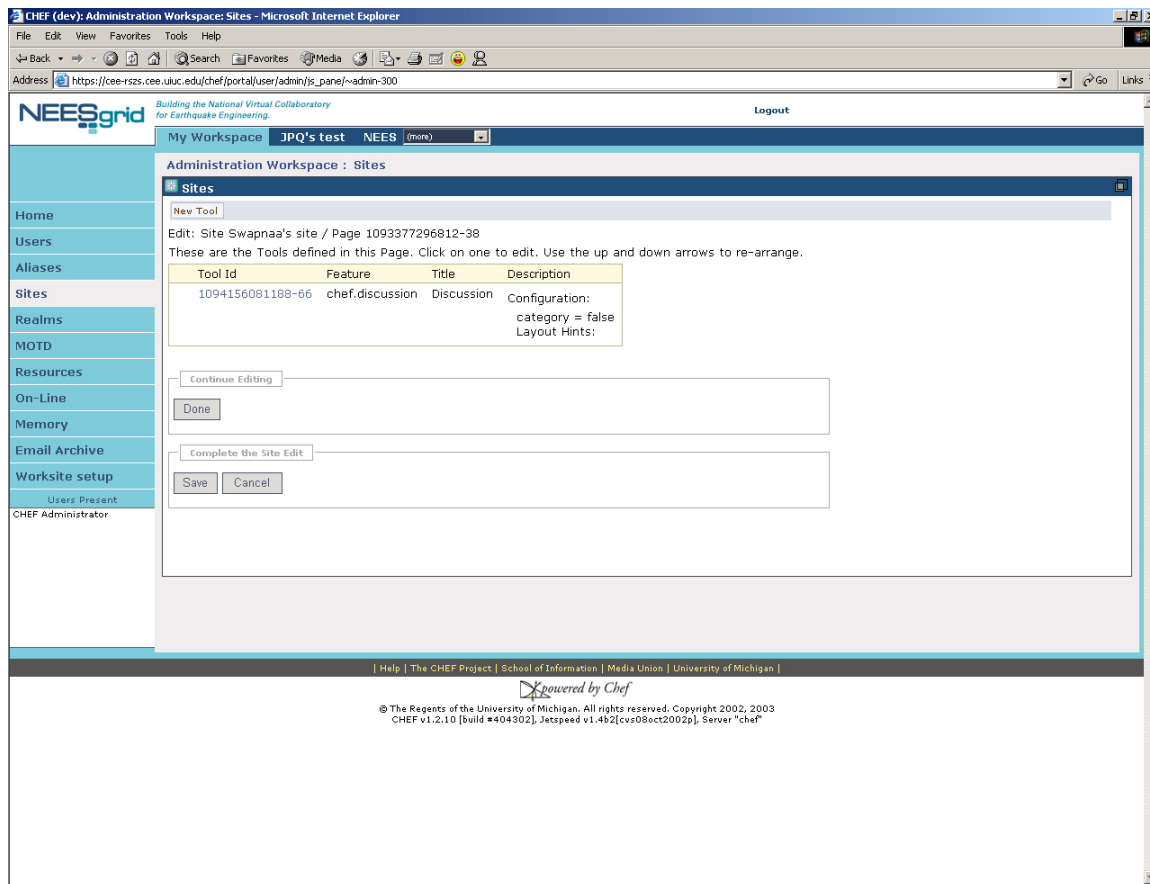 CHEF (dev): Administration Workspace: Sites - Microsoft Internet Explorer
File Edit View Favorites Tools Help
Back Search Favorites Media
Address https://cee-rszs.cee.uiuc.edu/chef/portal/user/admin/js_pane/~admin-300 Go Links
NEESgrid
Building the National Virtual Collaboratory
for Earthquake Engineering.
Logout
My Workspace JPQ's test NEES (more)
Administration Workspace : Sites
Sites
New Tool
Edit: Site Swapnaa's site / Page 1093377296812-38
These are the Tools defined in this Page. Click on one to edit. Use the up and down arrows to re-arrange.
Tool Id Feature Title Description
1094156081188-66 chef.discussion Discussion Configuration:
category = false
Layout Hints:
Continue Editing
Done
Complete the Site Edit
Save Cancel
Home
Users
Aliases
Sites
Realms
MOTD
Resources
On-Line
Memory
Email Archive
Worksite setup
Users Present
CHEF Administrator
| Help | The CHEF Project | School of Information | Media Union | University of Michigan |
powered by Chef
© The Regents of the University of Michigan. All rights reserved. Copyright 2002, 2003
CHEF v1.2.10 [build #404302], Jetspeed v1.4b2[cvs08oct2002p], Server "chef"